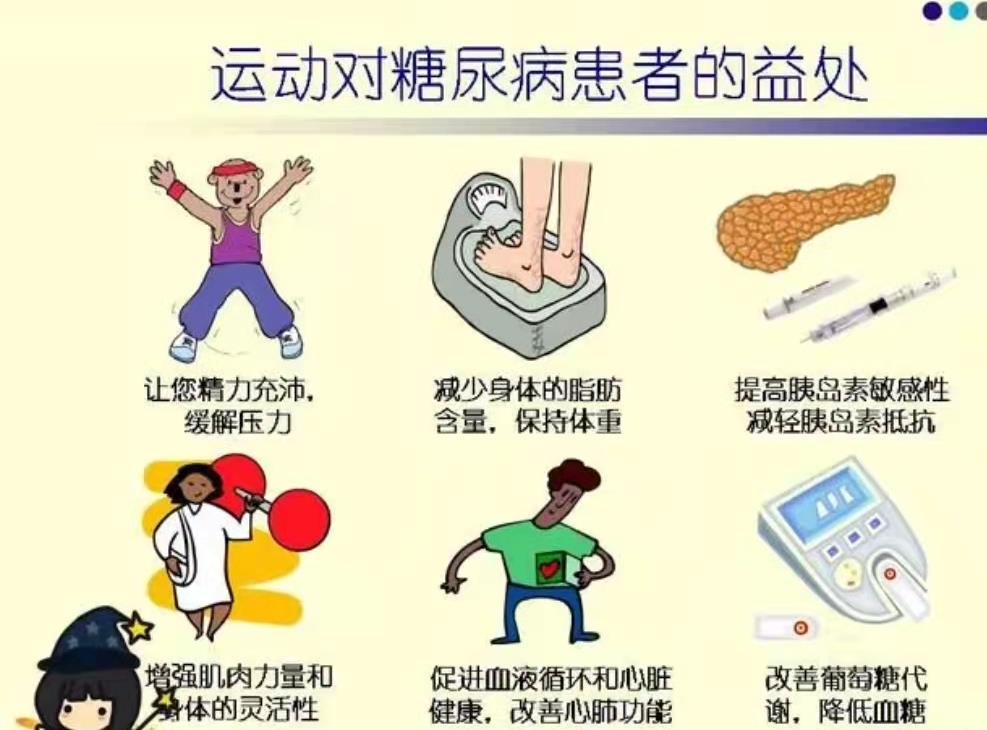 运动对糖尿病患者的益处
让您精力充沛，
缓解压力
减少身体的脂肪
含量，保持体重
提高胰岛素敏感性
减轻胰岛素抵抗
增强肌肉力量和
身体的灵活性
促进血液循环和心脏
健康，改善心肺功能
改善葡萄糖代
谢，降低血糖